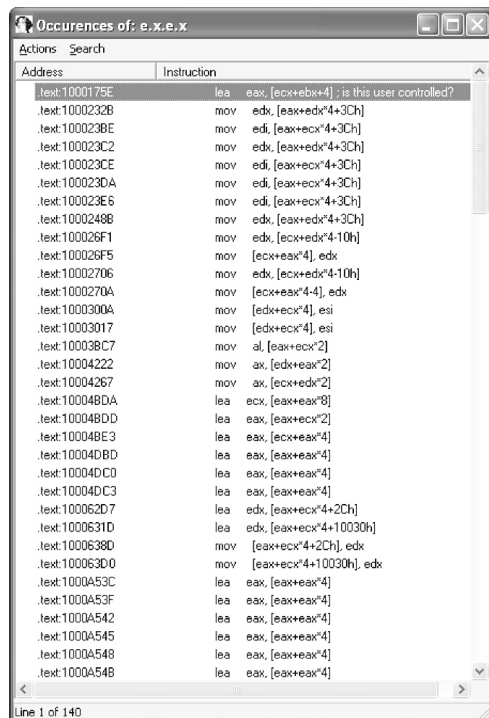 Occurences of: e.x.e.x
Actions Search
Address Instruction
.text:1000175E lea eax, [ecx+ebx+4] ; is this user controlled?
.text:1000232B mov edx, [eax+edx*4+3Ch]
.text:100023BE mov edi, [eax+edx*4+3Ch]
.text:100023C2 mov edx, [eax+edx*4+3Ch]
.text:100023CE mov edi, [eax+ecx*4+3Ch]
.text:100023DA mov edi, [eax+edx*4+3Ch]
.text:100023E6 mov edi, [eax+edx*4+3Ch]
.text:1000248B mov edx, [eax+edx*4+3Ch]
.text:100026F1 mov edx, [ecx+edx*4-10h]
.text:100026F5 mov [ecx+eax*4], edx
.text:10002706 mov edx, [ecx+edx*4-10h]
.text:1000270A mov [ecx+eax*4-4], edx
.text:1000300A mov [edx+ecx*4], esi
.text:10003017 mov [edx+ecx*4], esi
.text:10003BC7 mov al, [eax+ecx*2]
.text:10004222 mov ax, [edx+eax*2]
.text:10004267 mov ax, [ecx+edx*2]
.text:10004BDA lea ecx, [eax+eax*8]
.text:10004BDD lea eax, [eax+ecx*2]
.text:10004BE3 lea eax, [ecx+eax*4]
.text:10004DBD lea eax, [eax+eax*4]
.text:10004DC0 lea eax, [eax+eax*4]
.text:10004DC3 lea eax, [eax+eax*4]
.text:100062D7 lea edx, [eax+ecx*4+2Ch]
.text:1000631D lea edx, [eax+ecx*4+10030h]
.text:1000638D mov [eax+ecx*4+2Ch], edx
.text:100063D0 mov [eax+ecx*4+10030h], edx
.text:1000A53C lea eax, [eax+eax*4]
.text:1000A53F lea eax, [eax+eax*4]
.text:1000A542 lea eax, [eax+eax*4]
.text:1000A545 lea eax, [eax+eax*4]
.text:1000A548 lea eax, [eax+eax*4]
.text:1000A54B lea eax, [eax+eax*4]
Line 1 of 140